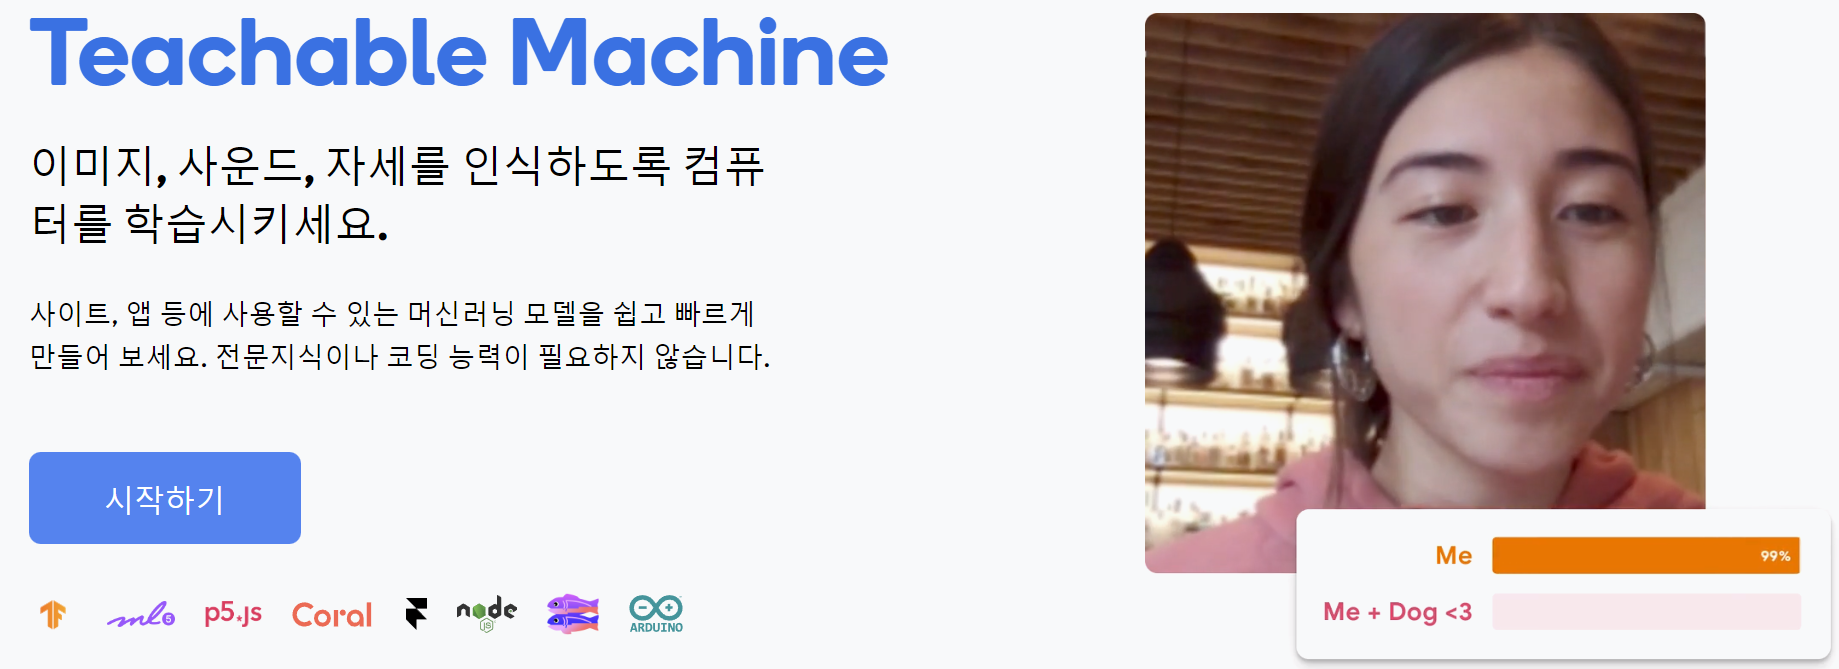 Teachable Machine
이미지, 사운드, 자세를 인식하도록 컴퓨
터를 학습시키세요.
사이트, 앱 등에 사용할 수 있는 머신러닝 모델을 쉽고 빠르게
만들어 보세요. 전문지식이나 코딩 능력이 필요하지 않습니다.
시작하기
ml5 p5.js Coral node JS ARDUINO
Me 99%
Me + Dog <3